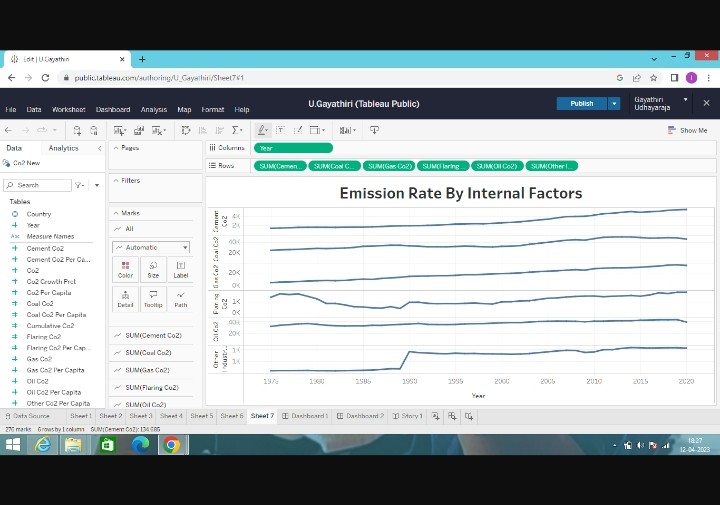 Edit | U.Gayathiri
public.tableau.com/authoring/U_Gayathiri/Sheet7#1
U.Gayathiri (Tableau Public)
Publish
Gayathiri Udhayaraja
File Data Worksheet Dashboard Analysis Map Format Help
Show Me
Data Analytics
Co2 New
Search
Tables
Country
Year
Measure Names
Cement Co2
Cement Co2 Per Ca...
Co2
Co2 Growth Prct
Co2 Per Capita
Coal Co2
Coal Co2 Per Capita
Cumulative Co2
Flaring Co2
Flaring Co2 Per Cap...
Gas Co2
Gas Co2 Per Capita
Oil Co2
Oil Co2 Per Capita
Other Co2 Per Capita
Pages
Filters
Marks
All
Automatic
Color Size Label
Detail Tooltip Path
SUM(Cement Co2)
SUM(Coal Co2)
SUM(Gas Co2)
SUM(Flaring Co2)
SUM(Oil Co2)
Columns Year
Rows SUM(Cemen... SUM(Coal C... SUM(Gas Co2) SUM(Flaring ... SUM(Oil Co2) SUM(Other I...
Emission Rate By Internal Factors
Cement Co2 4K 2K
Coal Co2 40K 20K
Gas Co2 20K 0K
Flaring Co2 1K 0K
Oil Co2 40K 20K
Other Industr..
1975 1980 1985 1990 1995 2000 2005 2010 2015 2020
Year
Data Source Sheet 1 Sheet 2 Sheet 3 Sheet 4 Sheet 5 Sheet 6 Sheet 7 Dashboard 1 Dashboard 2 Story 1
276 marks 6 rows by 1 column SUM(Cement Co2): 134,685
18:27
12-04-2023